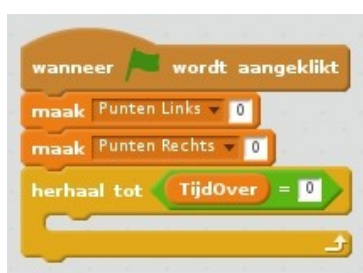 wanneer wordt aangeklikt
maak Punten Links 0
maak Punten Rechts 0
herhaal tot TijdOver = 0